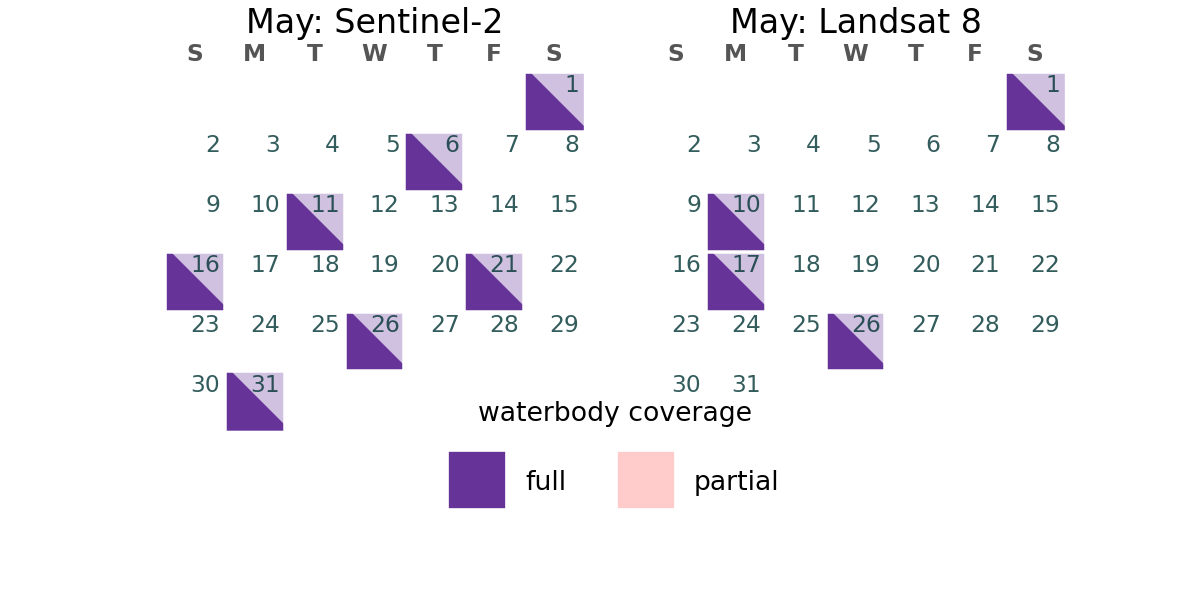 May: Sentinel-2
S M T W T F S
1
2 3 4 5 6 7 8
9 10 11 12 13 14 15
16 17 18 19 20 21 22
23 24 25 26 27 28 29
30 31
May: Landsat 8
S M T W T F S
1
2 3 4 5 6 7 8
9 10 11 12 13 14 15
16 17 18 19 20 21 22
23 24 25 26 27 28 29
30 31
waterbody coverage
full partial